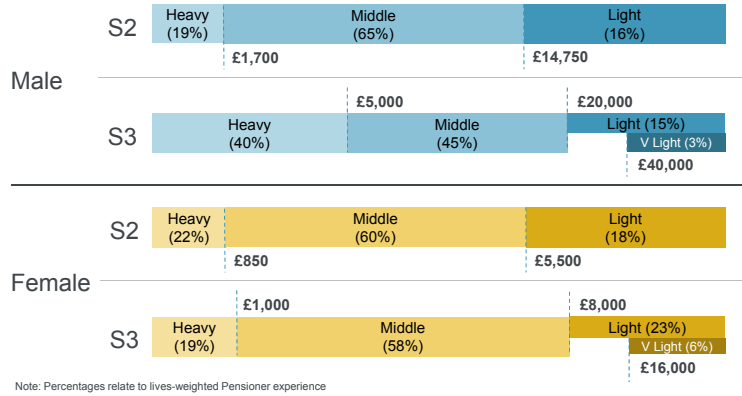 Heavy
(19%)
Middle
(65%)
Light
(16%)
S2
£1,700
£14,750
Male
£5,000
£20,000
S3
Heavy
(40%)
Middle
(45%)
Light (15%)
V Light (3%)
£40,000
S2
Heavy
(22%)
Middle
(60%)
Light
(18%)
£850
£5,500
Female
£1,000
£8,000
S3
Heavy
(19%)
Middle
(58%)
Light (23%)
V Light (6%)
£16,000
Note: Percentages relate to lives-weighted Pensioner experience